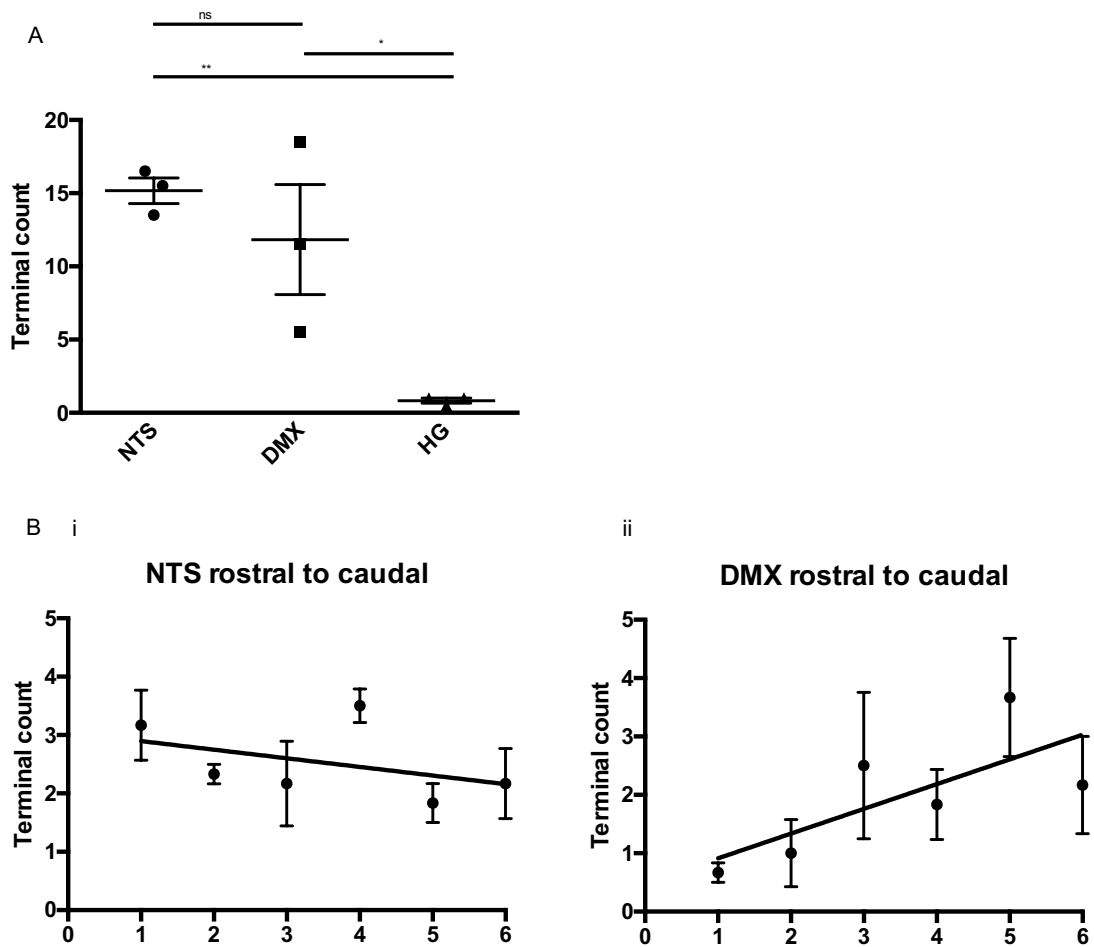 A
ns
*
**
Terminal count
20
15
10
5
0
NTS
DMX
HG
B i
NTS rostral to caudal
Terminal count
5
4
3
2
1
0
0 1 2 3 4 5 6
ii
DMX rostral to caudal
Terminal count
5
4
3
2
1
0
0 1 2 3 4 5 6